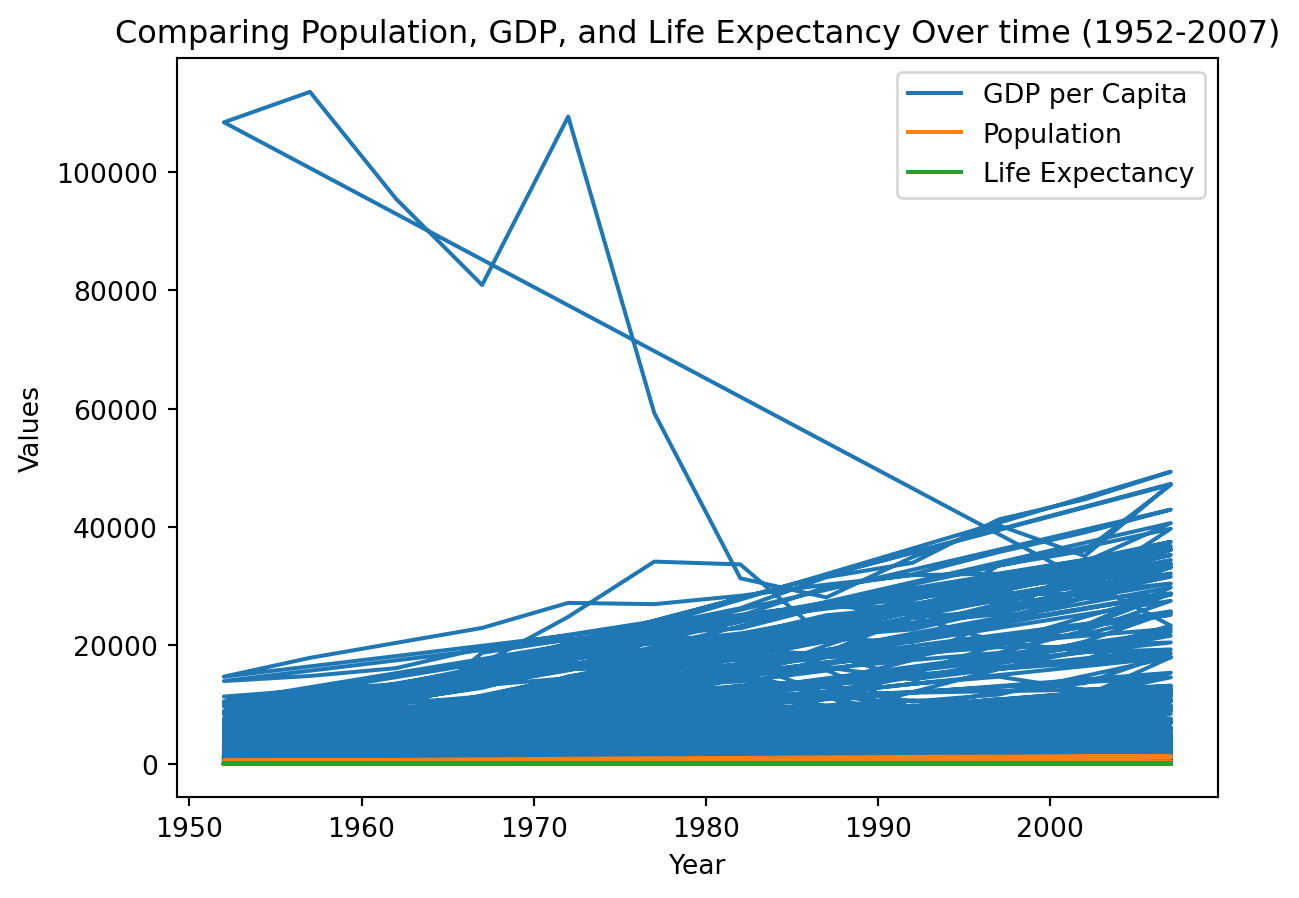 Comparing Population, GDP, and Life Expectancy Over time (1952-2007)
GDP per Capita
Population
Life Expectancy
100000
80000
60000
40000
20000
0
Values
1950 1960 1970 1980 1990 2000
Year